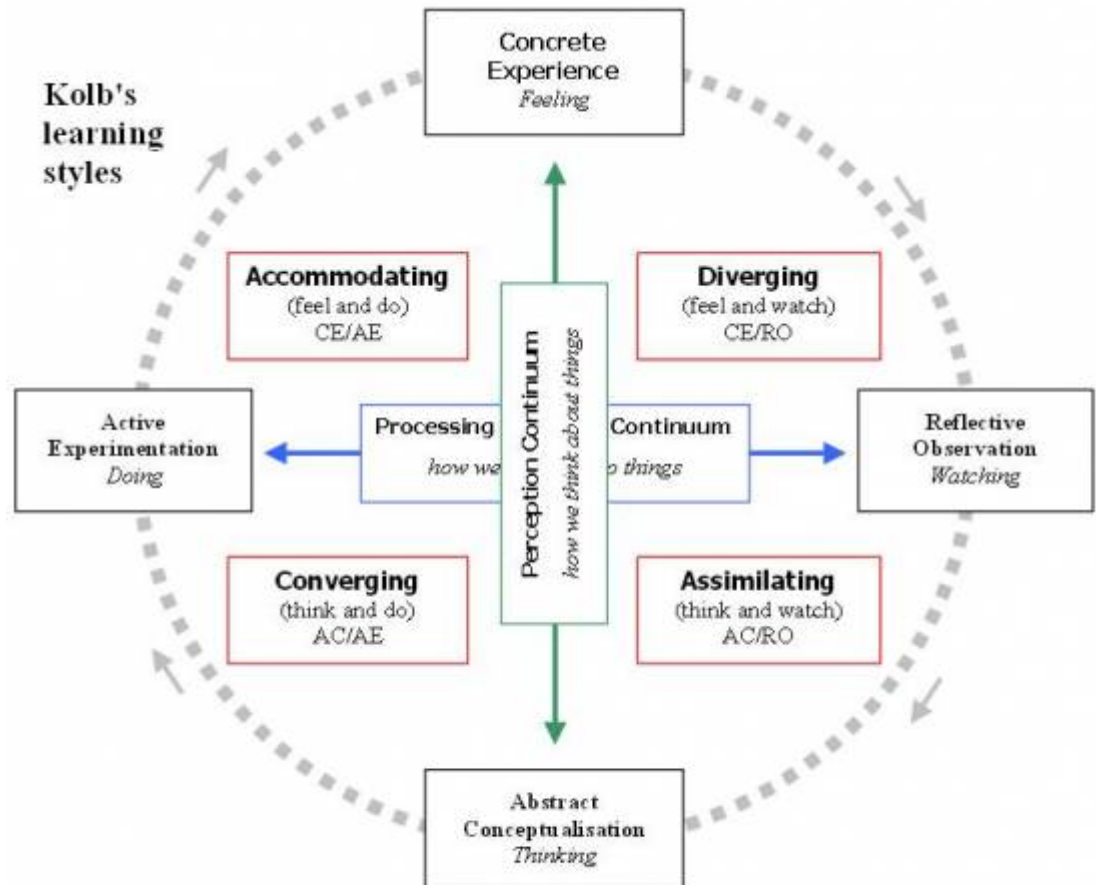 Kolb's
learning
styles
Concrete
Experience
Feeling
Accommodating
(feel and do)
CE/AE
Diverging
(feel and watch)
CE/RO
Active
Experimentation
Doing
Processing Continuum
how we o things
Perception Continuum
how we think about things
Reflective
Observation
Watching
Converging
(think and do)
AC/AE
Assimilating
(think and watch)
AC/RO
Abstract
Conceptualisation
Thinking